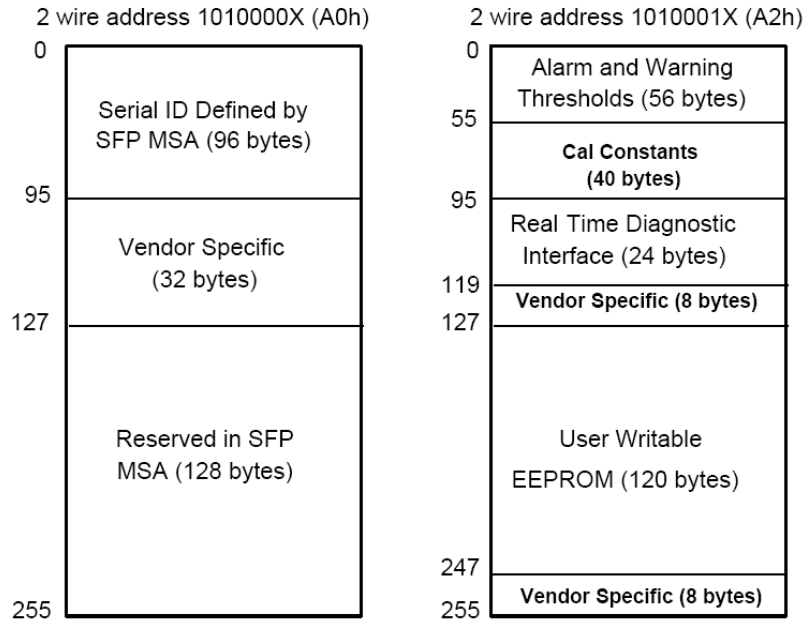 2 wire address 1010000X (A0h)
0
Serial ID Defined by
SFP MSA (96 bytes)
95
Vendor Specific
(32 bytes)
127
Reserved in SFP
MSA (128 bytes)
255
2 wire address 1010001X (A2h)
0
Alarm and Warning
Thresholds (56 bytes)
55
Cal Constants
(40 bytes)
95
Real Time Diagnostic
Interface (24 bytes)
119
Vendor Specific (8 bytes)
127
User Writable
EEPROM (120 bytes)
247
Vendor Specific (8 bytes)
255